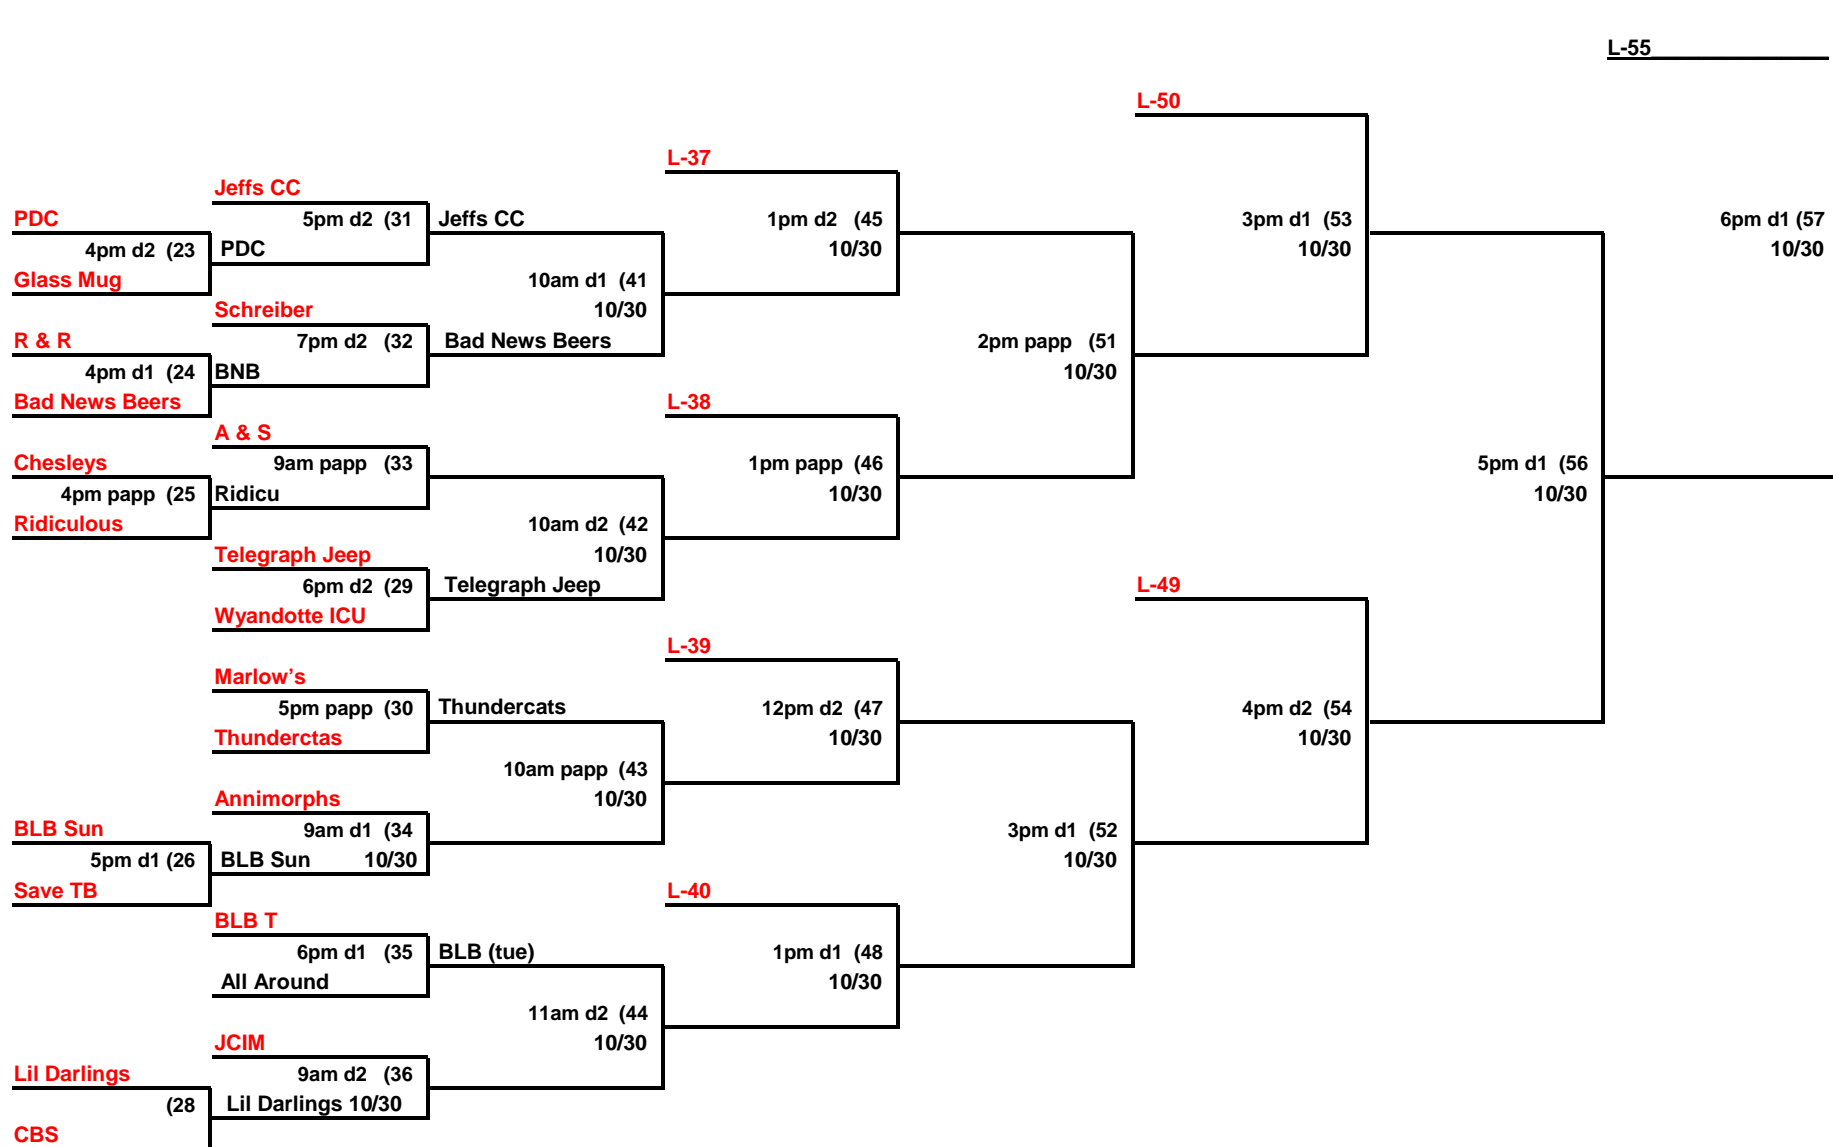 L-55
L-50
L-37
Jeffs CC
PDC
5pm d2 (31
Jeffs CC
1pm d2 (45
3pm d1 (53
6pm d1 (57
4pm d2 (23
PDC
10/30
10/30
10/30
Glass Mug
10am d1 (41
Schreiber
10/30
R & R
7pm d2 (32
Bad News Beers
2pm papp (51
4pm d1 (24
BNB
10/30
Bad News Beers
L-38
A & S
Chesleys
9am papp (33
1pm papp (46
5pm d1 (56
4pm papp (25
Ridicu
10/30
10/30
Ridiculous
10am d2 (42
Telegraph Jeep
10/30
6pm d2 (29
Telegraph Jeep
L-49
Wyandotte ICU
L-39
Marlow’s
5pm papp (30
Thundercats
12pm d2 (47
4pm d2 (54
Thunderctas
10/30
10/30
10am papp (43
Annimorphs
10/30
BLB Sun
9am d1 (34
3pm d1 (52
5pm d1 (26
BLB Sun 10/30
10/30
Save TB
L-40
BLB T
6pm d1 (35
BLB (tue)
1pm d1 (48
All Around
10/30
11am d2 (44
JCIM
10/30
Lil Darlings
9am d2 (36
(28
Lil Darlings 10/30
CBS